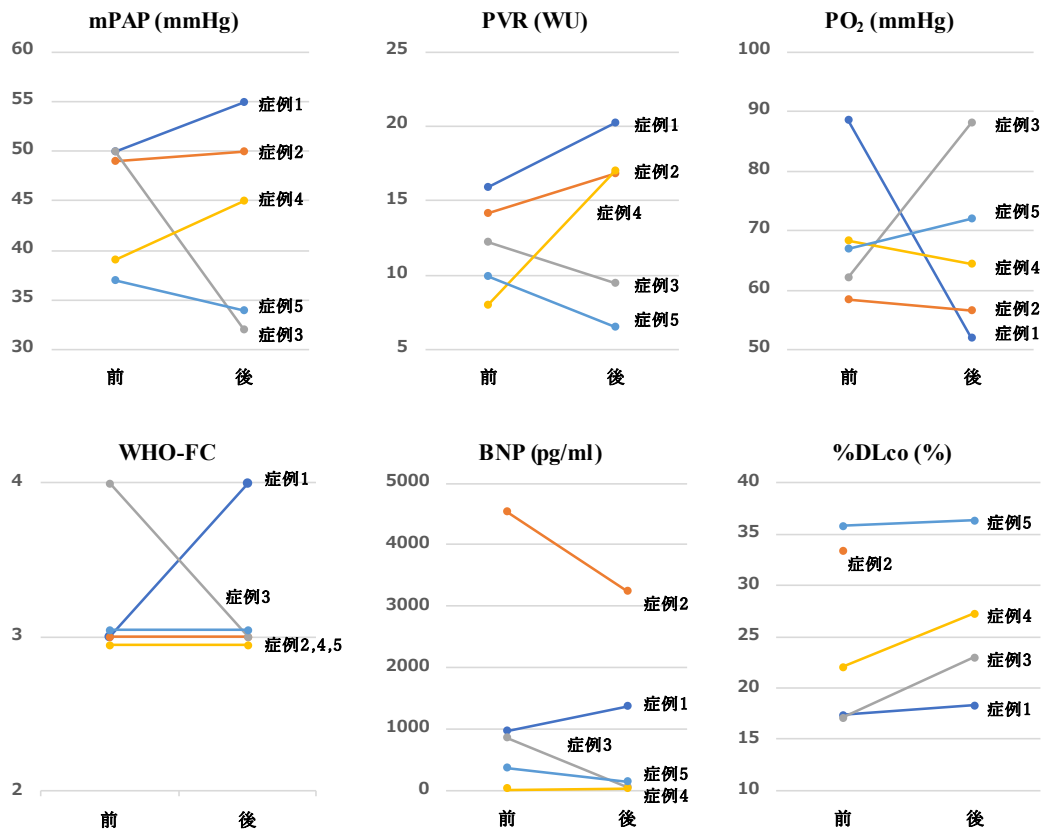 mPAP (mmHg)
60
55
50
45
40
35
30
症例1
症例2
症例4
症例5
症例3
前
後
PVR (WU)
25
20
15
10
5
症例1
症例2
症例4
症例3
症例5
前
後
PO₂ (mmHg)
100
90
80
70
60
50
症例3
症例5
症例4
症例2
症例1
前
後
WHO-FC
4
3
2
症例1
症例3
症例2,4,5
前
後
BNP (pg/ml)
5000
4000
3000
2000
1000
0
症例2
症例1
症例3
症例5
症例4
前
後
%DLco (%)
40
35
30
25
20
15
10
症例5
症例2
症例4
症例3
症例1
前
後